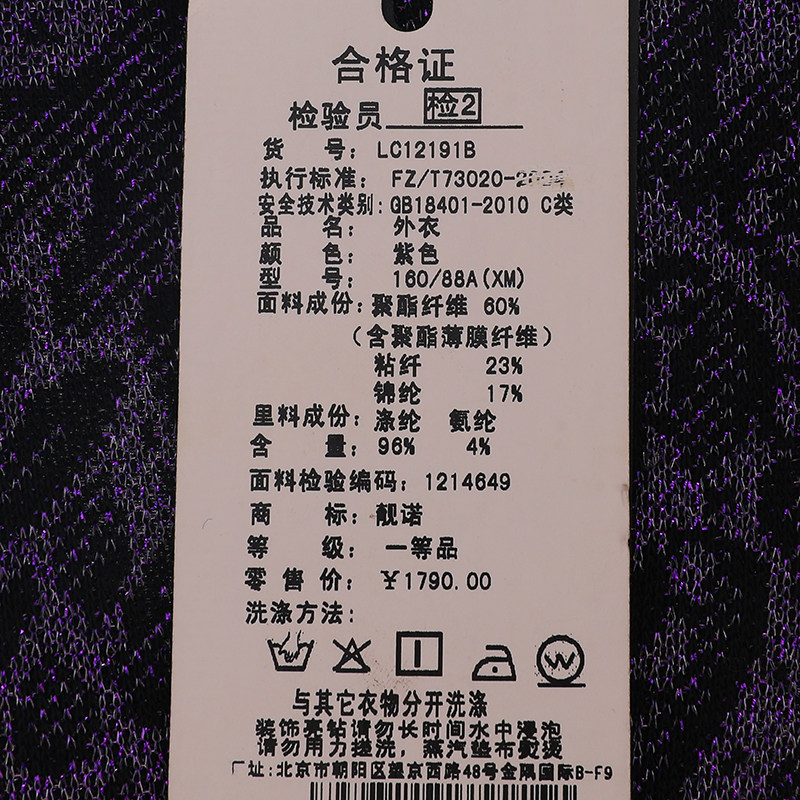 合格证
检验员 检2
货 号: LC12191B
执行标准: FZ/T73020-
安全技术类别: GB18401-2010 C类
品 名: 外衣
颜 色: 紫色
型 号: 160/88A(XM)
面料成份: 聚酯纤维 60%
(含聚酯薄膜纤维)
粘纤 23%
锦纶 17%
里料成份: 涤纶 氨纶
含 量: 96% 4%
面料检验编码: 1214649
商 标: 靓诺
等 级: 一等品
零 售 价: ¥1790.00
洗涤方法:
与其它衣物分开洗涤
装饰亮钻请勿长时间水中浸泡
请勿用力搓洗, 蒸汽垫布熨烫
厂址: 北京市朝阳区望京西路48号金隅国际B-F9